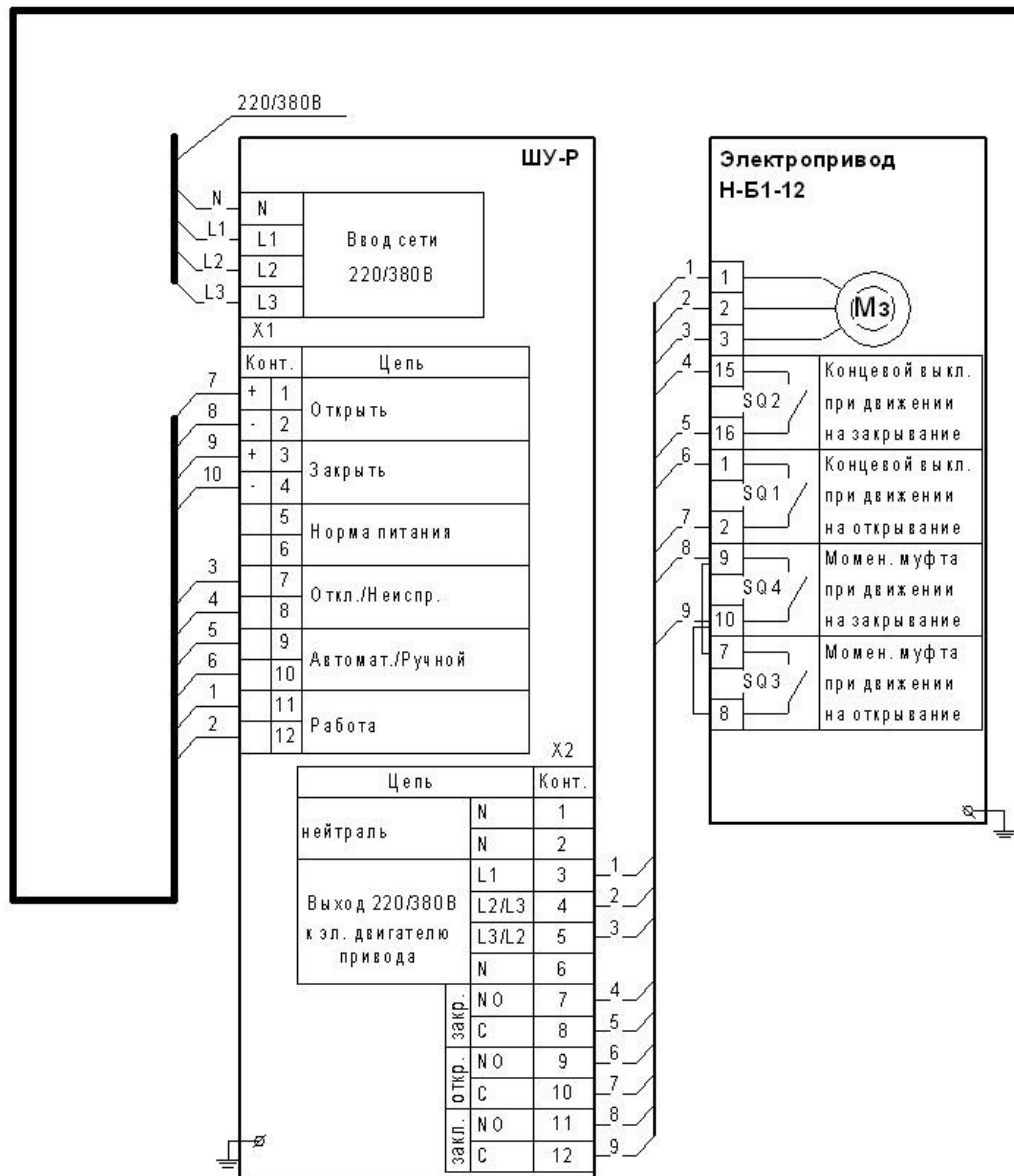 220/380В
ШУ-Р
N N
L1 L1
L2 L2
L3 L3
Ввод сети
220/380В
X1
Конт. Цепь
7 + 1
8 - 2
Открыть
9 + 3
10 - 4
Закрыть
5
6
Норма питания
3 7
4 8
Откл./Неиспр.
5 9
6 10
Автомат./Ручной
1 11
2 12
Работа
X2
Цепь Конт.
нейтраль
N 1
N 2
Выход 220/380В
к эл. двигателю
привода
L1 3 1
L2/L3 4 2
L3/L2 5 3
N 6
закр.
NO 7 4
C 8 5
откр.
NO 9 6
C 10 7
закл.
NO 11 8
C 12 9
Электропривод
Н-Б1-12
1 1
2 2
3 3
М3
4 15
SQ2
5 16
Концевой выкл.
при движении
на закрывание
6 1
SQ1
7 2
Концевой выкл.
при движении
на открывание
8 9
SQ4
9 10
Момен. муфта
при движении
на закрывание
7
SQ3
8
Момен. муфта
при движении
на открывание